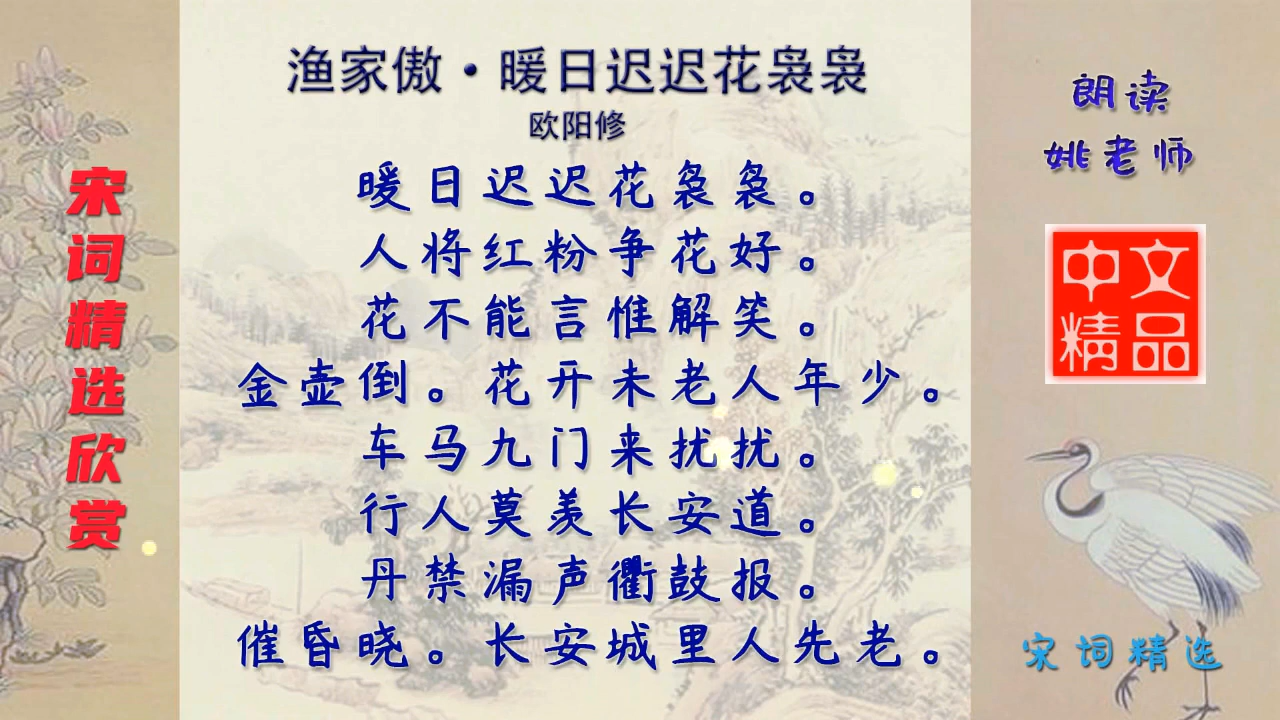 渔家傲·暖日迟迟花袅袅
欧阳修
暖日迟迟花袅袅。
人将红粉争花好。
花不能言惟解笑。
金壶倒。花开未老人年少。
车马九门来扰扰。
行人莫羡长安道。
丹禁漏声衢鼓报。
催昏晓。长安城里人先老。
宋词精选欣赏
朗读
姚老师
中文
精品
宋词精选